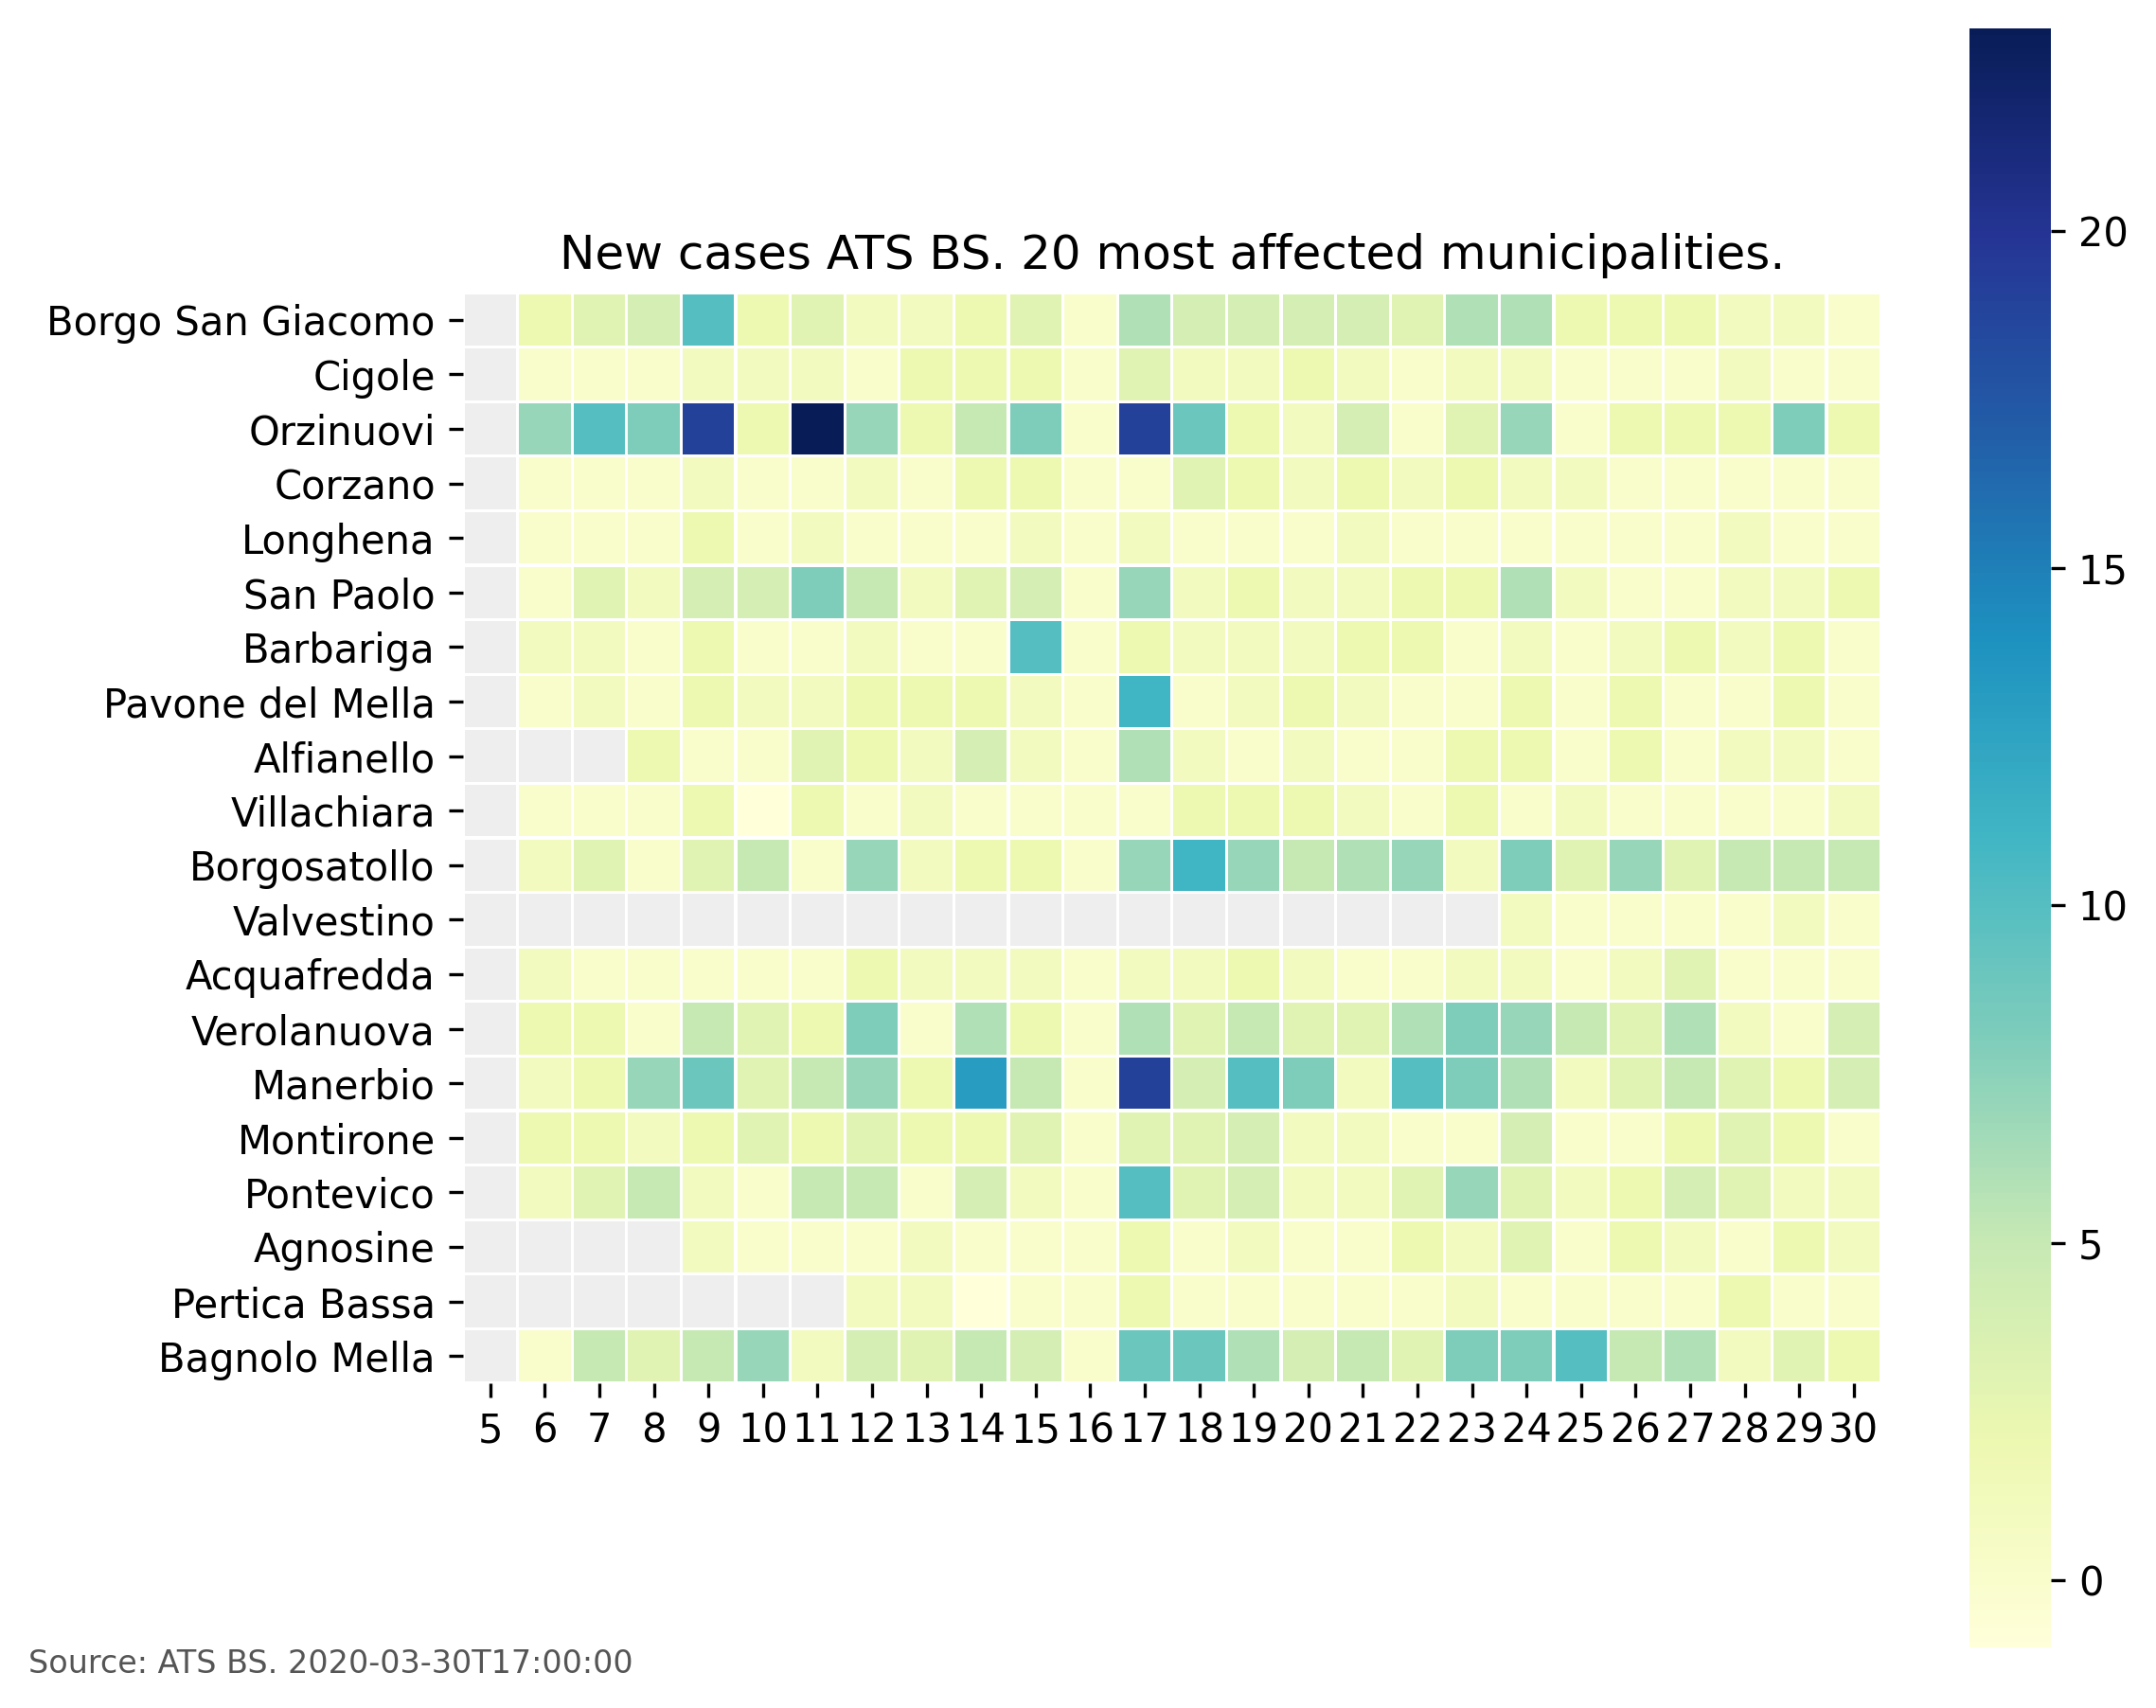 New cases ATS BS. 20 most affected municipalities.
Borgo San Giacomo
Cigole
Orzinuovi
Corzano
Longhena
San Paolo
Barbariga
Pavone del Mella
Alfianello
Villachiara
Borgosatollo
Valvestino
Acquafredda
Verolanuova
Manerbio
Montirone
Pontevico
Agnosine
Pertica Bassa
Bagnolo Mella
5 6 7 8 9 10 11 12 13 14 15 16 17 18 19 20 21 22 23 24 25 26 27 28 29 30
20
15
10
5
0
Source: ATS BS. 2020-03-30T17:00:00